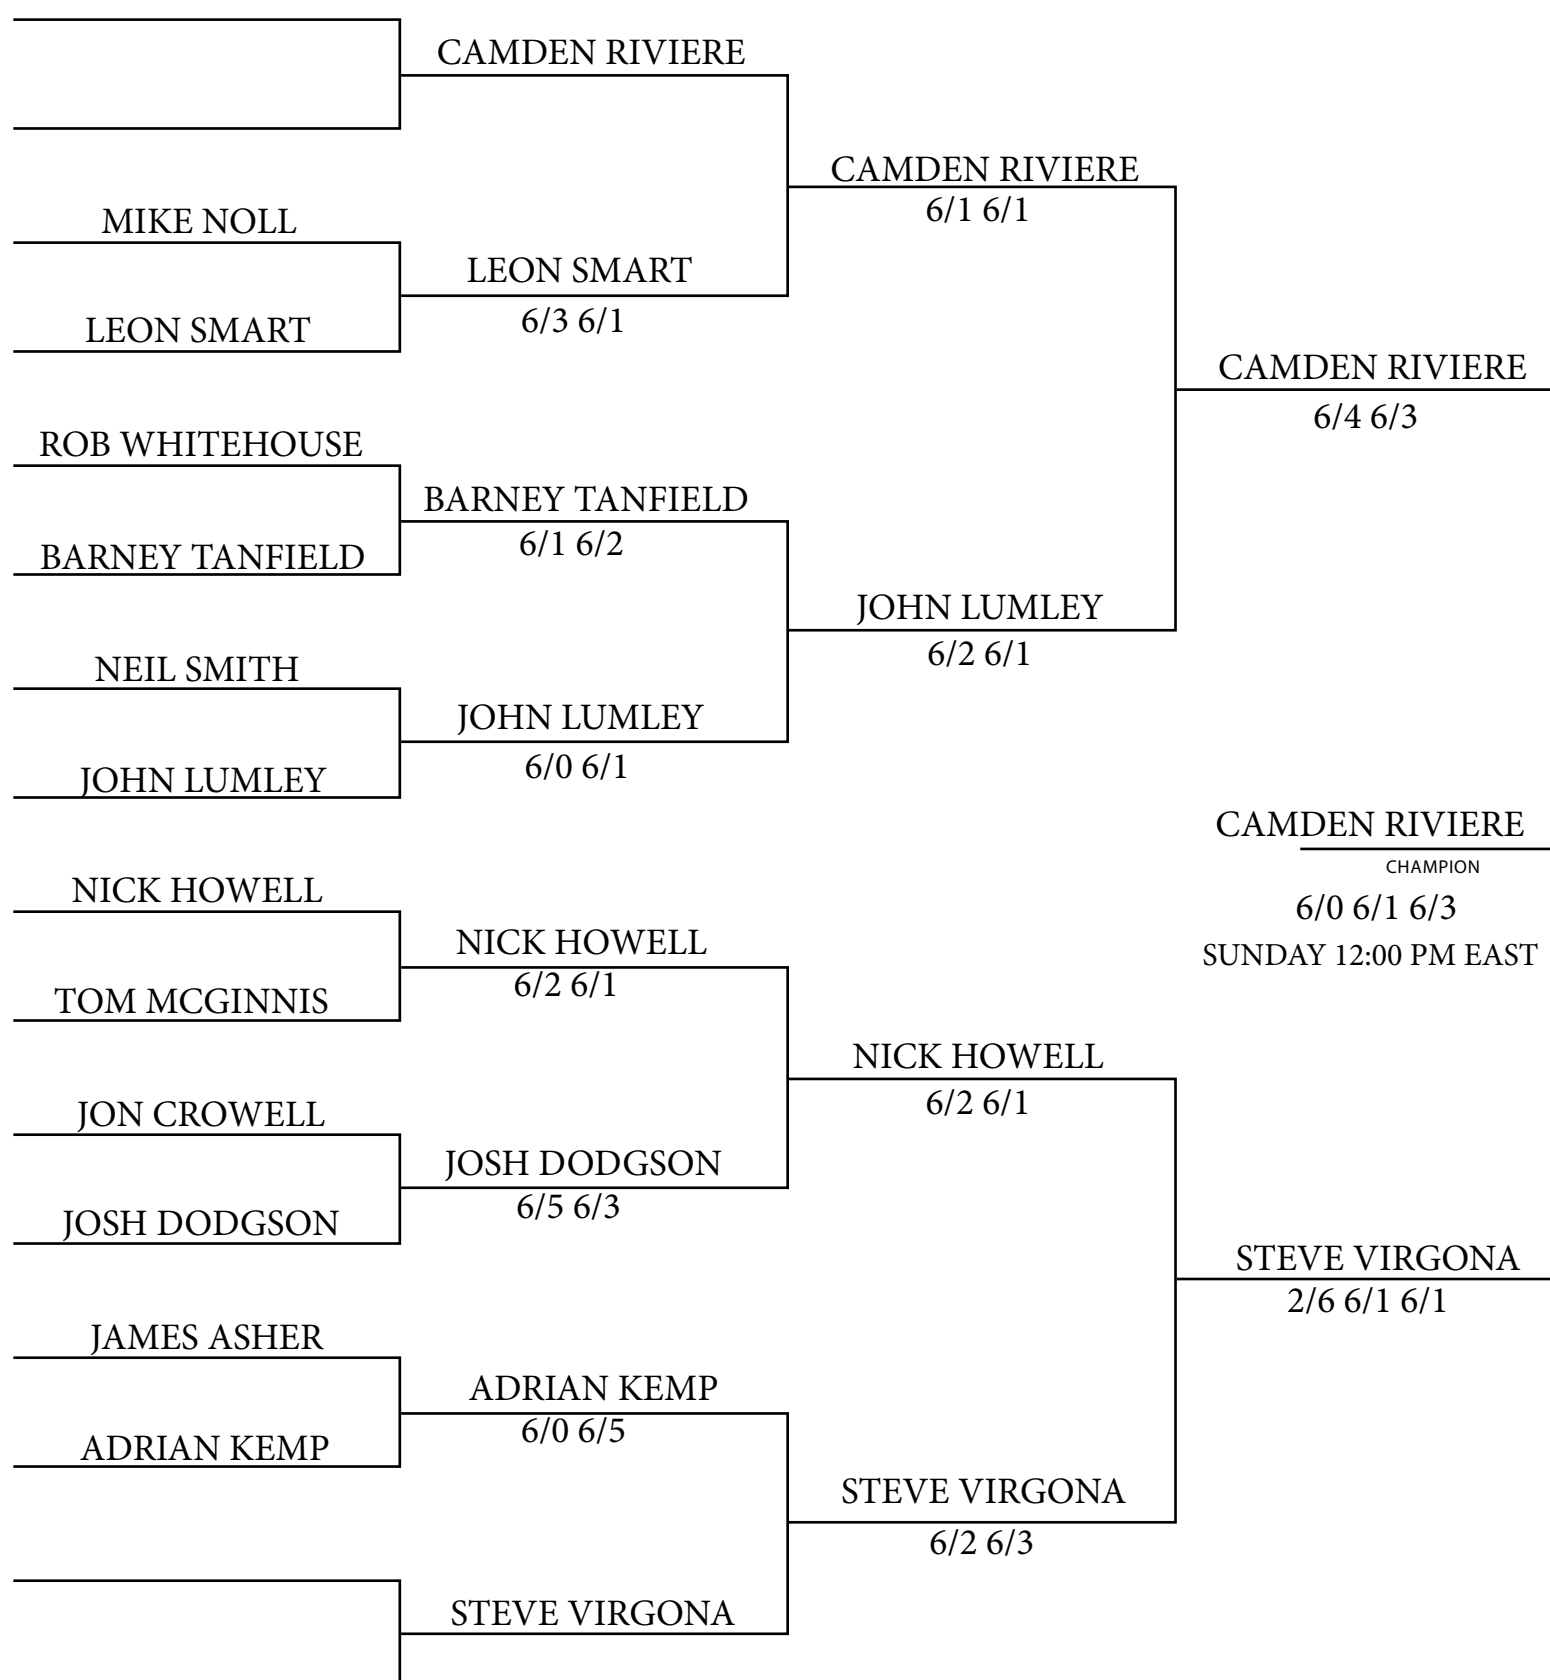 CAMDEN RIVIERE
MIKE NOLL
LEON SMART
LEON SMART
6/3 6/1
CAMDEN RIVIERE
6/1 6/1
ROB WHITEHOUSE
BARNEY TANFIELD
BARNEY TANFIELD
6/1 6/2
NEIL SMITH
JOHN LUMLEY
JOHN LUMLEY
6/0 6/1
JOHN LUMLEY
6/2 6/1
CAMDEN RIVIERE
6/4 6/3
NICK HOWELL
TOM MCGINNIS
NICK HOWELL
6/2 6/1
JON CROWELL
JOSH DODGSON
JOSH DODGSON
6/5 6/3
NICK HOWELL
6/2 6/1
JAMES ASHER
ADRIAN KEMP
ADRIAN KEMP
6/0 6/5
STEVE VIRGONA
STEVE VIRGONA
6/2 6/3
STEVE VIRGONA
2/6 6/1 6/1
CAMDEN RIVIERE
CHAMPION
6/0 6/1 6/3
SUNDAY 12:00 PM EAST